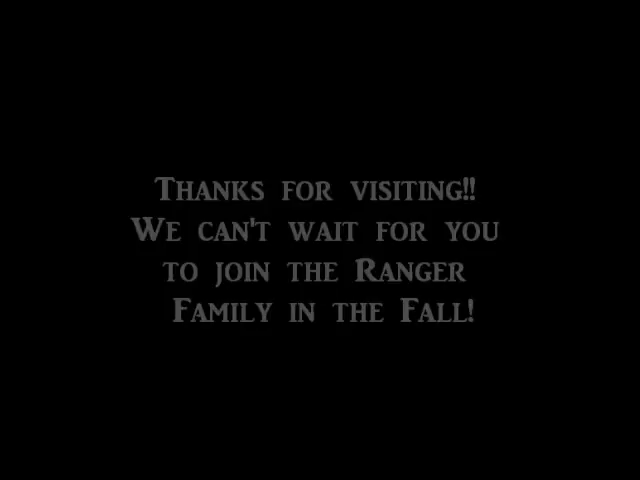 Thanks for visiting!!
We can't wait for you
to join the Ranger
Family in the Fall!